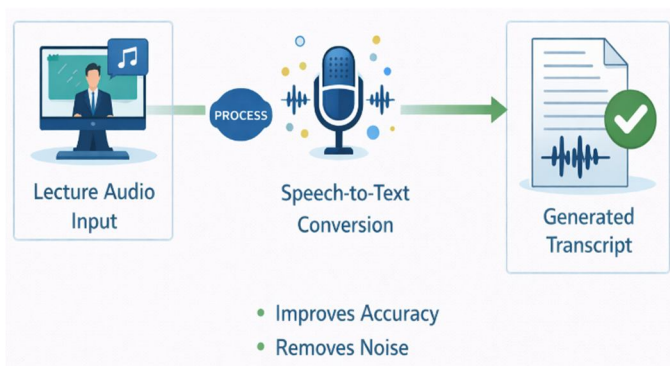 PROCESS
Lecture Audio
Input
Speech-to-Text
Conversion
Generated
Transcript
• Improves Accuracy
• Removes Noise